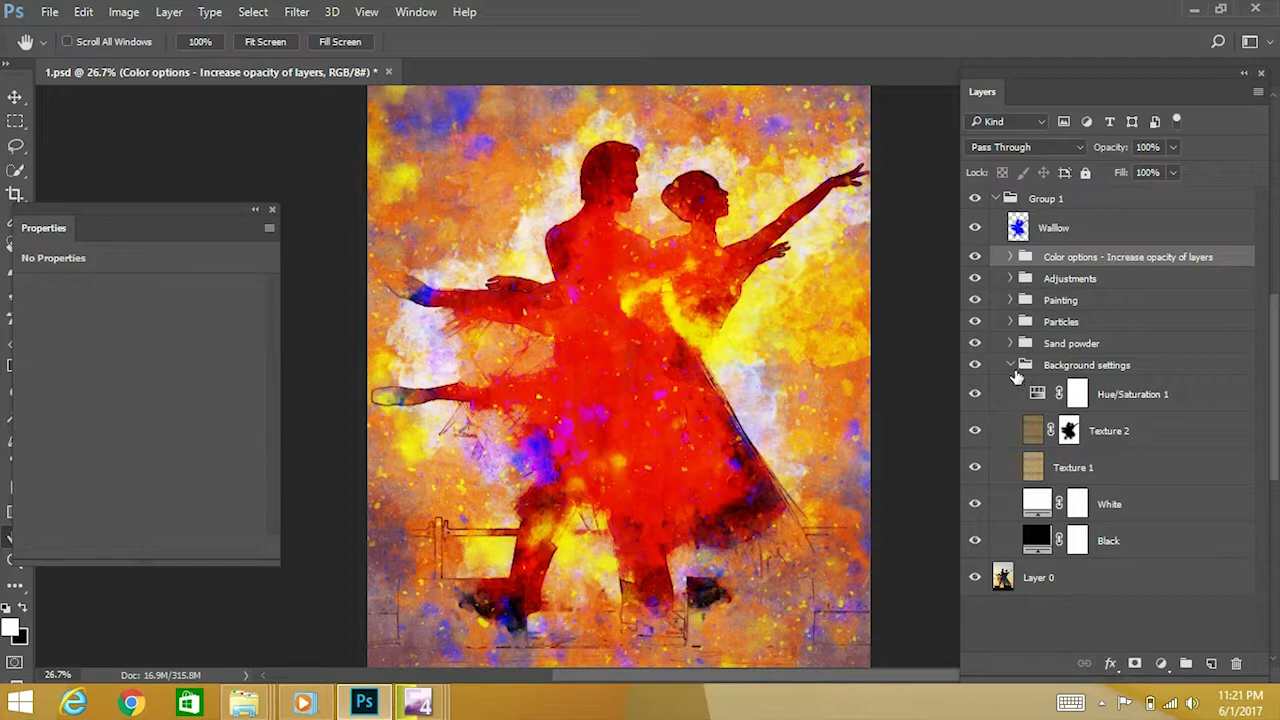 Ps File Edit Image Layer Type Select Filter 3D View Window Help
Scroll All Windows 100% Fit Screen Fill Screen
1.psd @ 26.7% (Color options - Increase opacity of layers, RGB/8#) * ×
Layers
Kind
Pass Through Opacity: 100%
Lock: Fill: 100%
Group 1
Walllow
Color options - Increase opacity of layers
Adjustments
Painting
Particles
Sand powder
Background settings
Hue/Saturation 1
Texture 2
Texture 1
White
Black
Layer 0
Properties
No Properties
26.7% Doc: 16.9M/315.8M
fx
Ps 4
11:21 PM
6/1/2017